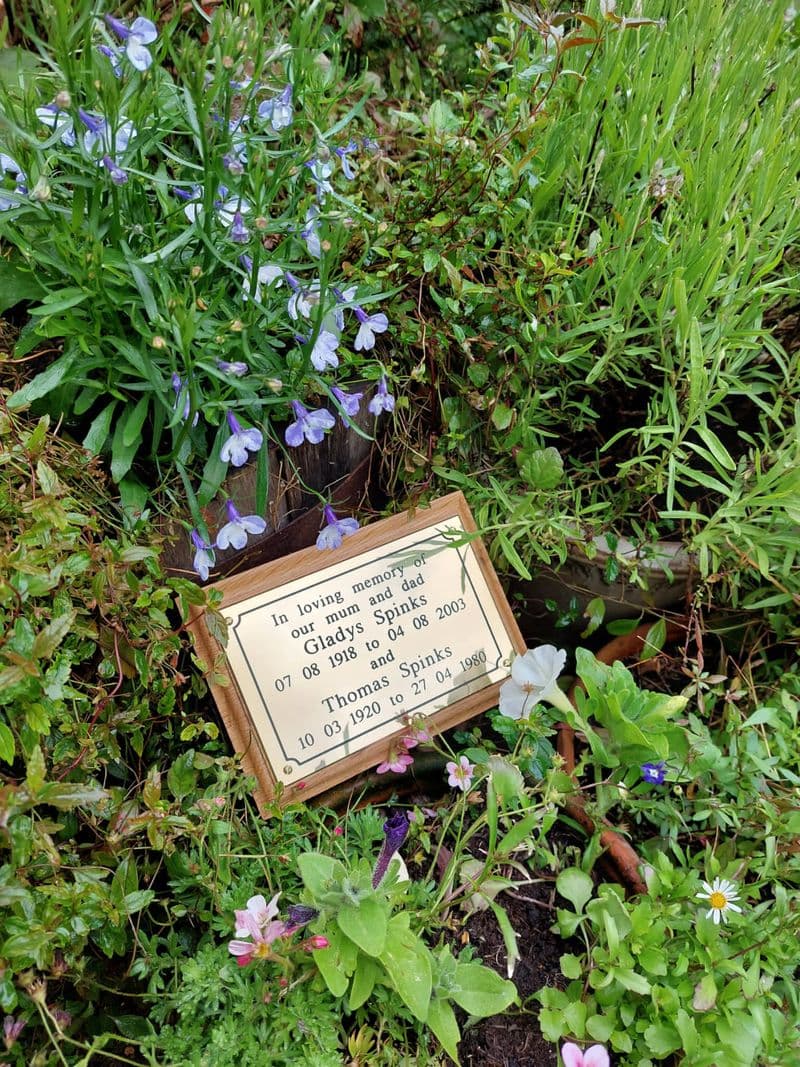 In loving memory of
our mum and dad
Gladys Spinks
07 08 1918 to 04 08 2003
and
Thomas Spinks
10 03 1920 to 27 04 1980